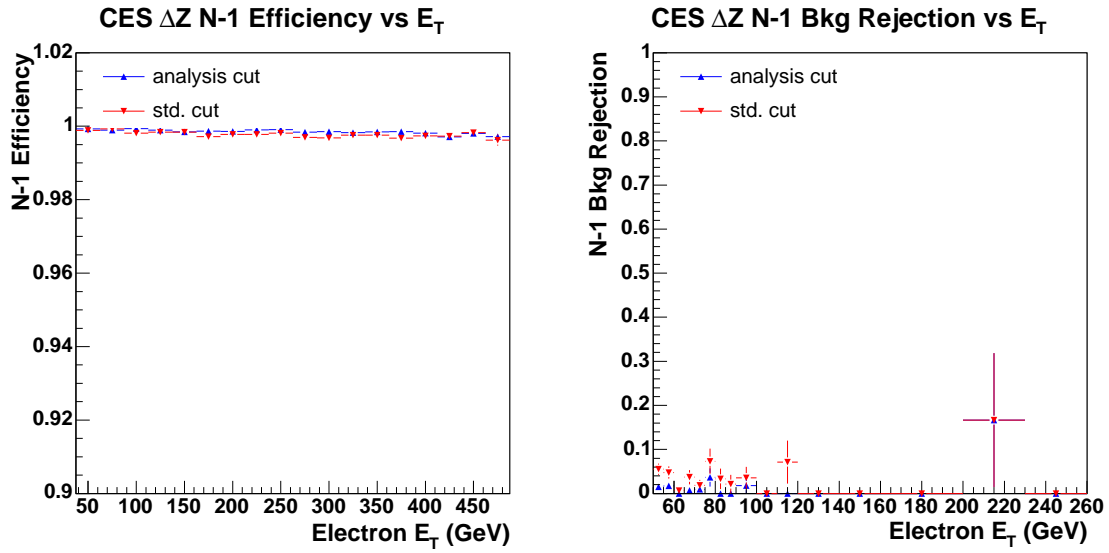 CES ΔZ N-1 Efficiency vs E_T
N-1 Efficiency
1.02
1
0.98
0.96
0.94
0.92
0.9
analysis cut
std. cut
50 100 150 200 250 300 350 400 450
Electron E_T (GeV)
CES ΔZ N-1 Bkg Rejection vs E_T
N-1 Bkg Rejection
1
0.9
0.8
0.7
0.6
0.5
0.4
0.3
0.2
0.1
0
analysis cut
std. cut
60 80 100 120 140 160 180 200 220 240 260
Electron E_T (GeV)